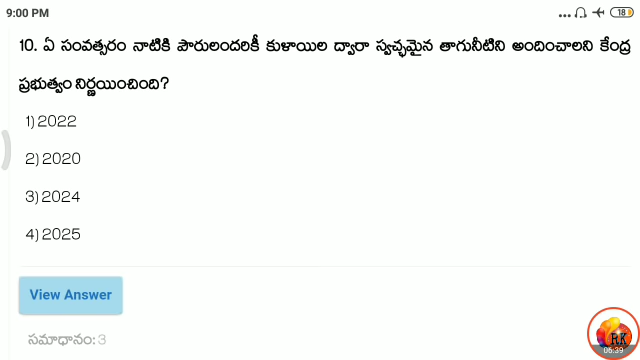 9:00 PM
18
10. ఏ సంవత్సరం నాటికి పౌరులందరికీ కుళాయిల ద్వారా స్వచ్ఛమైన తాగునీటిని అందించాలని కేంద్ర
ప్రభుత్వం నిర్ణయించింది?
1) 2022
2) 2020
3) 2024
4) 2025
View Answer
సమాధానం: 3
RK
06:39